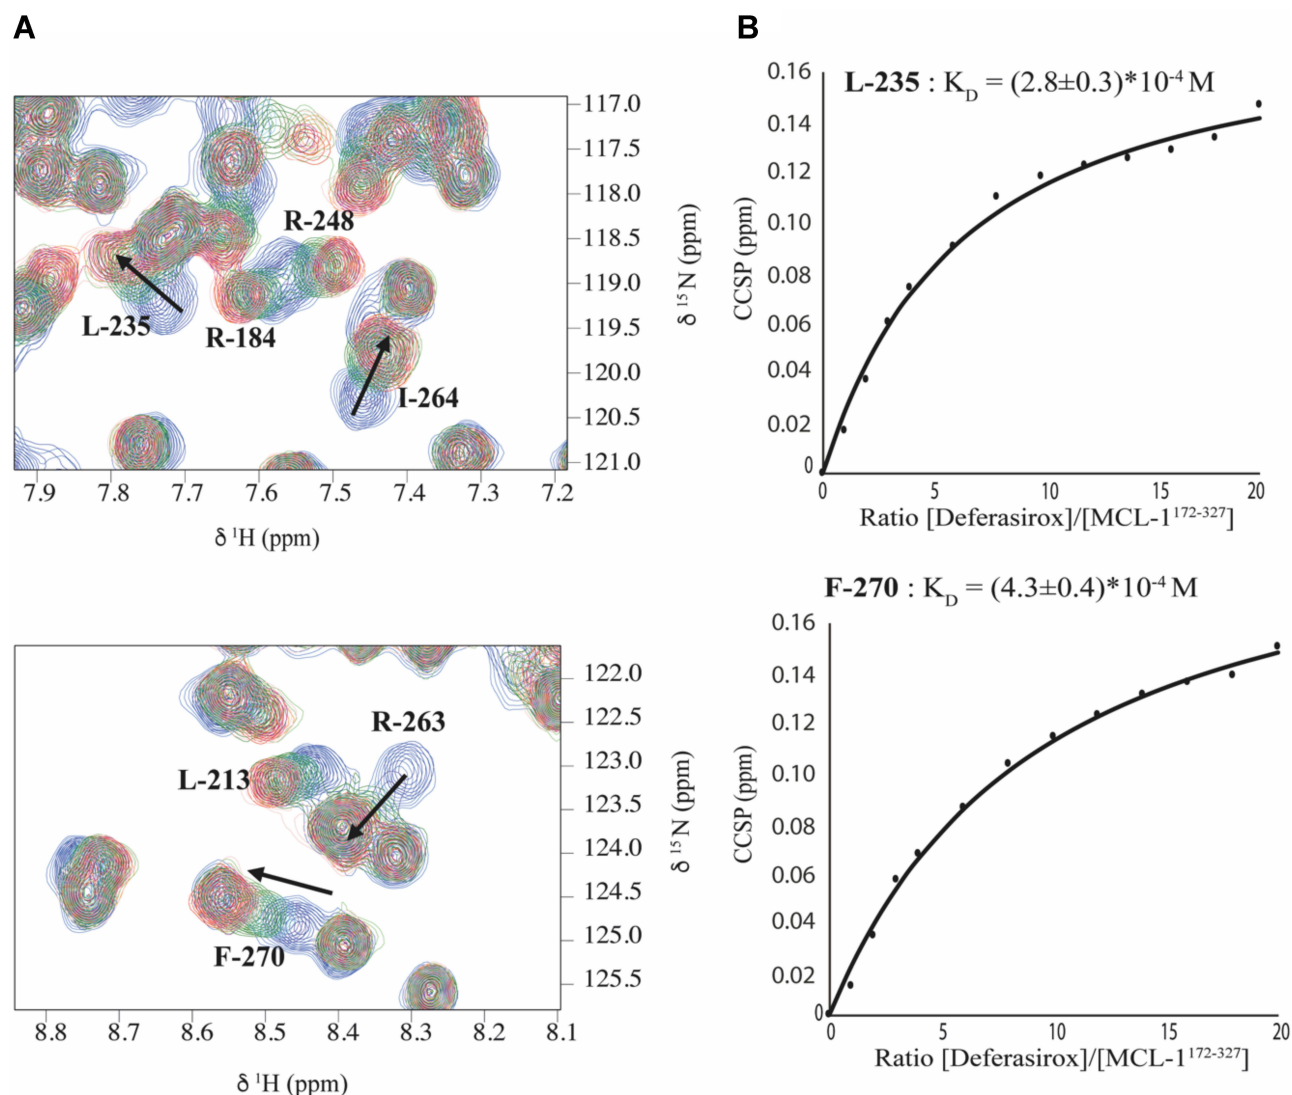 A
117.0
117.5
118.0
118.5
119.0
119.5
120.0
120.5
121.0
δ ¹⁵N (ppm)
R-248
L-235
R-184
I-264
7.9 7.8 7.7 7.6 7.5 7.4 7.3 7.2
δ ¹H (ppm)
122.0
122.5
123.0
123.5
124.0
124.5
125.0
125.5
δ ¹⁵N (ppm)
R-263
L-213
F-270
8.8 8.7 8.6 8.5 8.4 8.3 8.2 8.1
δ ¹H (ppm)
B
L-235 : K_D = (2.8±0.3)*10⁻⁴ M
0.16
0.14
0.12
0.10
0.08
0.06
0.04
0.02
0
CCSP (ppm)
0 5 10 15 20
Ratio [Deferasirox]/[MCL-1¹⁷²⁻³²⁷]
F-270 : K_D = (4.3±0.4)*10⁻⁴ M
0.16
0.14
0.12
0.10
0.08
0.06
0.04
0.02
0
CCSP (ppm)
0 5 10 15 20
Ratio [Deferasirox]/[MCL-1¹⁷²⁻³²⁷]